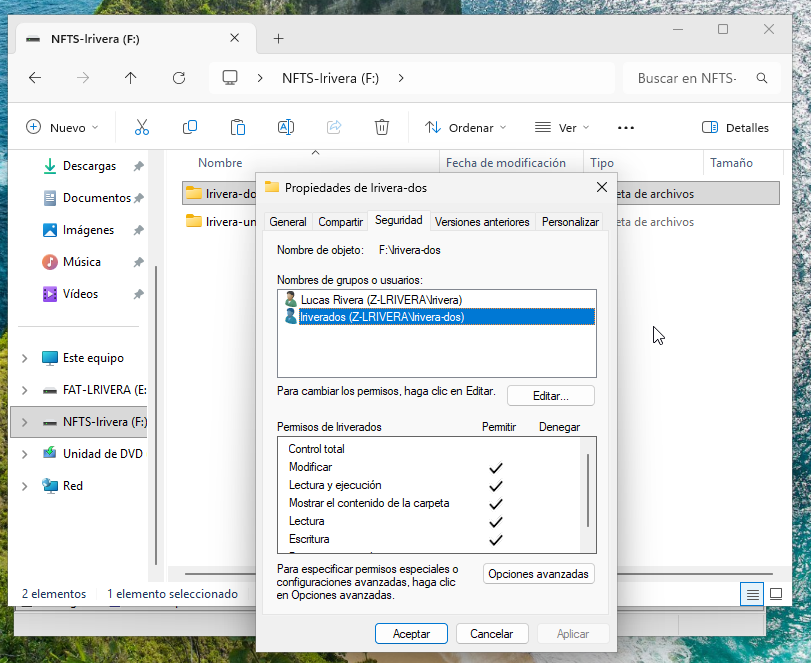 NFTS-lrivera (F:)
NFTS-lrivera (F:)
Buscar en NFTS-
Nuevo
Ordenar
Ver
Detalles
Nombre
Fecha de modificación
Tipo
Tamaño
Descargas
Documentos
Imágenes
Música
Vídeos
Este equipo
FAT-LRIVERA (E:
NFTS-lrivera (F:)
Unidad de DVD
Red
lrivera-do
eta de archivos
lrivera-un
eta de archivos
Propiedades de lrivera-dos
General
Compartir
Seguridad
Versiones anteriores
Personalizar
Nombre de objeto: F:\lrivera-dos
Nombres de grupos o usuarios:
Lucas Rivera (Z-LRIVERA\lrivera)
lriverados (Z-LRIVERA\lrivera-dos)
Para cambiar los permisos, haga clic en Editar.
Editar...
Permisos de lriverados Permitir Denegar
Control total
Modificar
Lectura y ejecución
Mostrar el contenido de la carpeta
Lectura
Escritura
Para especificar permisos especiales o
configuraciones avanzadas, haga clic
en Opciones avanzadas.
Opciones avanzadas
Aceptar
Cancelar
Aplicar
2 elementos
1 elemento seleccionado